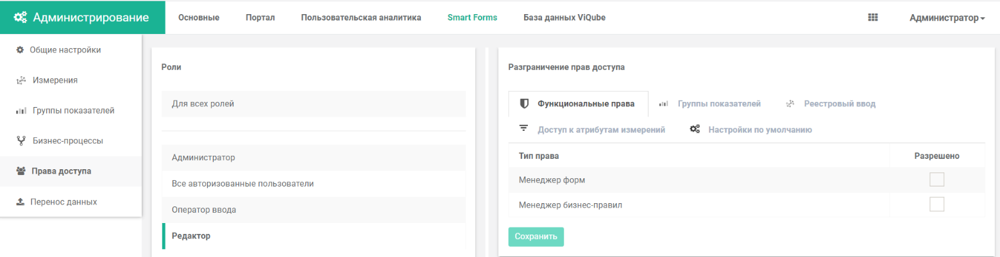 Администрирование
Основные
Портал
Пользовательская аналитика
Smart Forms
База данных ViQube
Администратор
Общие настройки
Измерения
Группы показателей
Бизнес-процессы
Права доступа
Перенос данных
Роли
Для всех ролей
Администратор
Все авторизованные пользователи
Оператор ввода
Редактор
Разграничение прав доступа
Функциональные права
Группы показателей
Реестровый ввод
Доступ к атрибутам измерений
Настройки по умолчанию
Тип права
Разрешено
Менеджер форм
Менеджер бизнес-правил
Сохранить